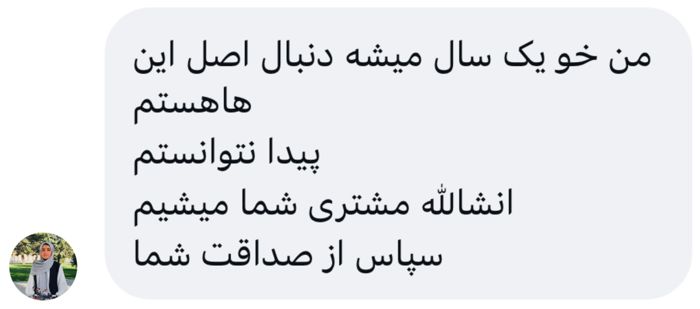 من خو یک سال میشه دنبال اصل این
هاهستم
پیدا نتوانستم
انشالله مشتری شما میشیم
سپاس از صداقت شما